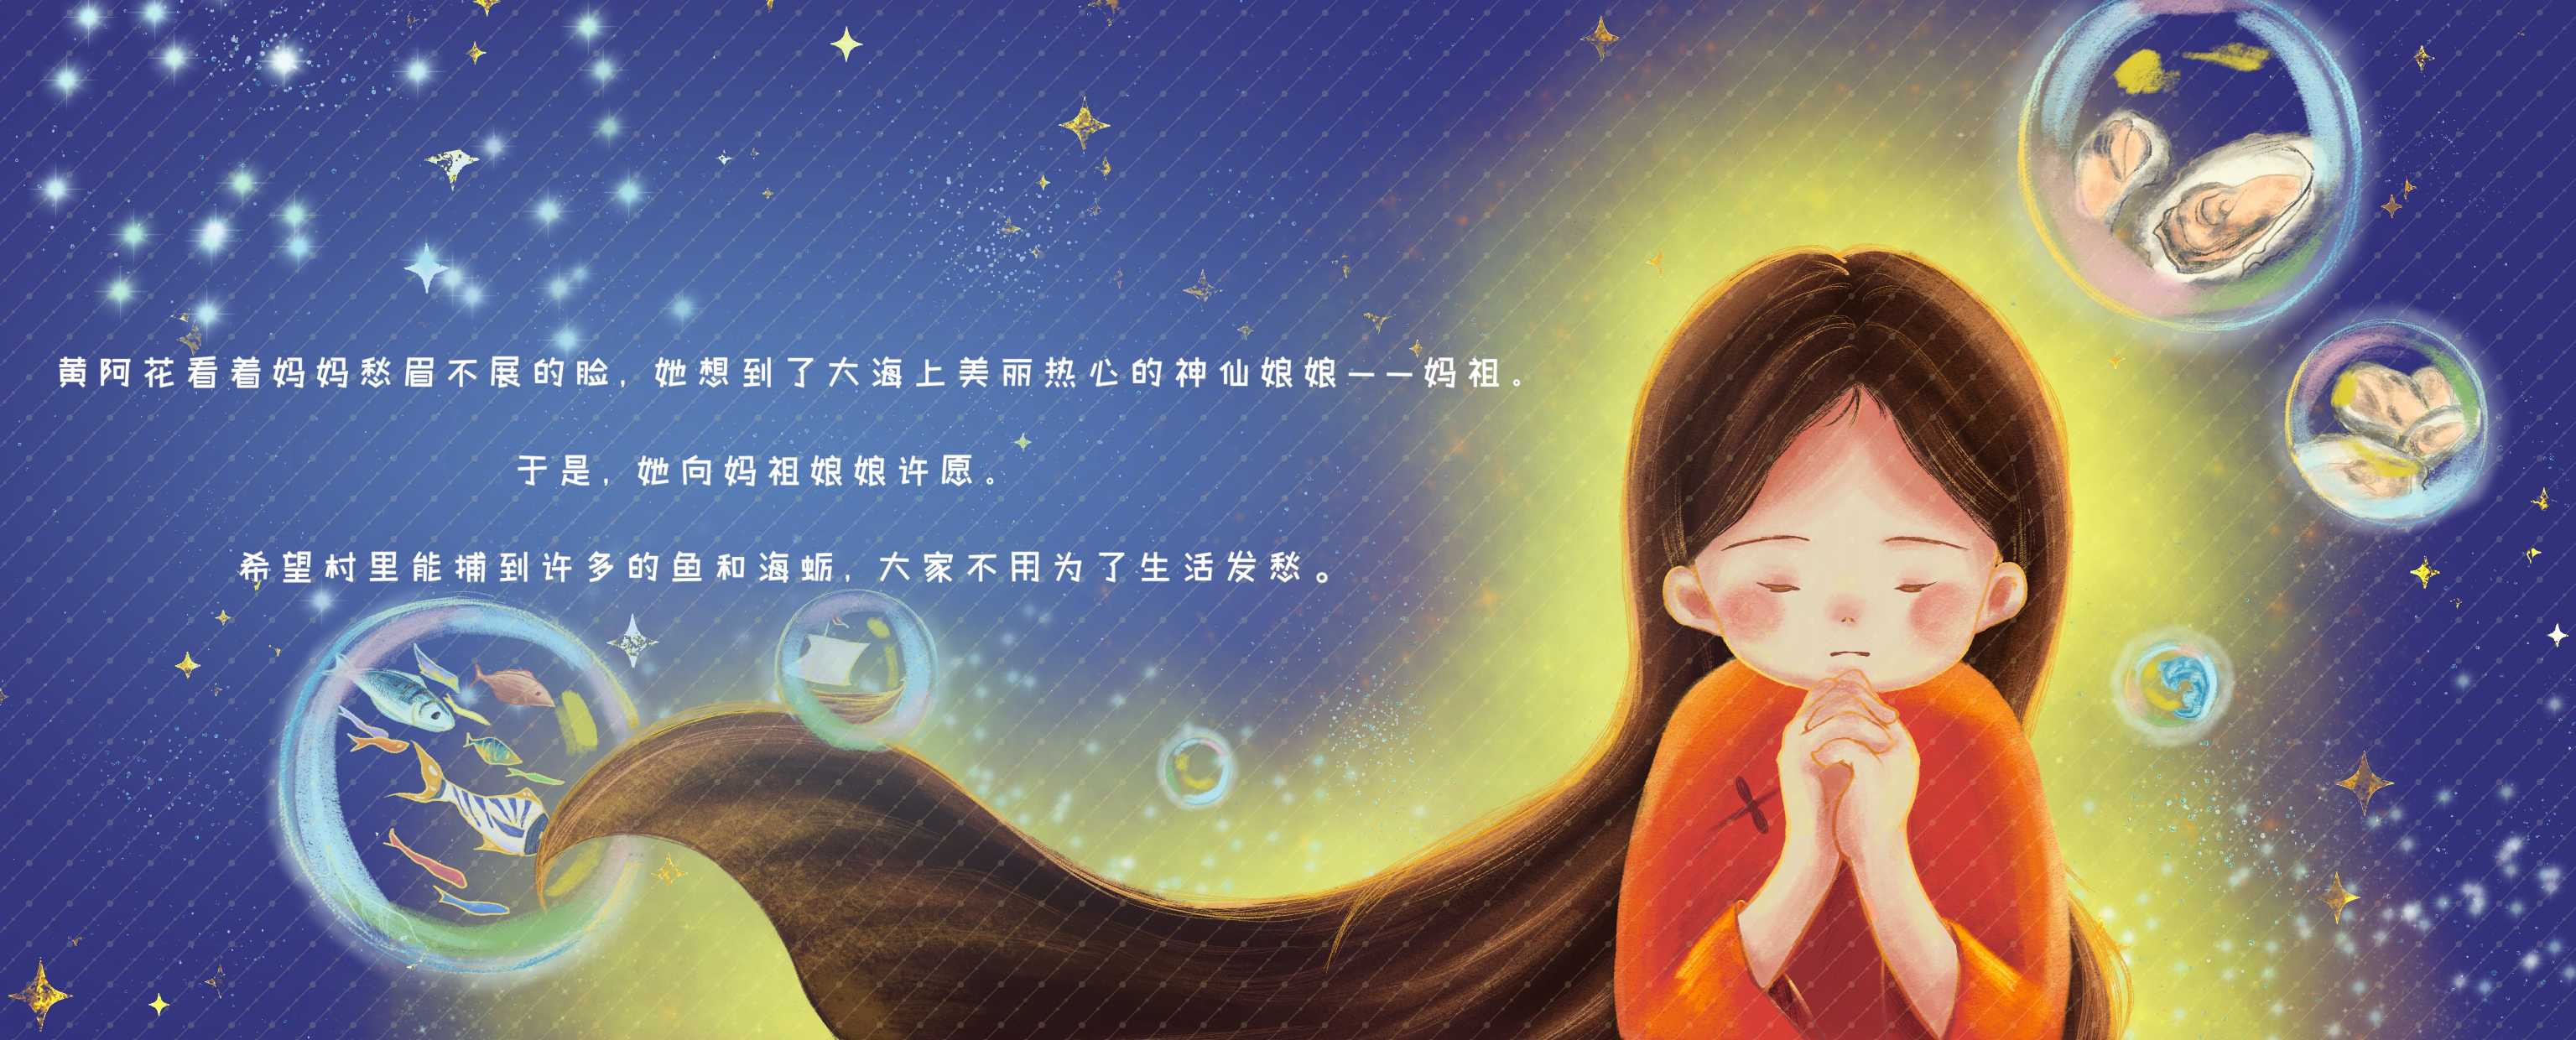 黄阿花看着妈妈愁眉不展的脸，她想到了大海上美丽热心的神仙娘娘——妈祖。
于是，她向妈祖娘娘许愿。
希望村里能捕到许多的鱼和海蛎，大家不用为了生活发愁。